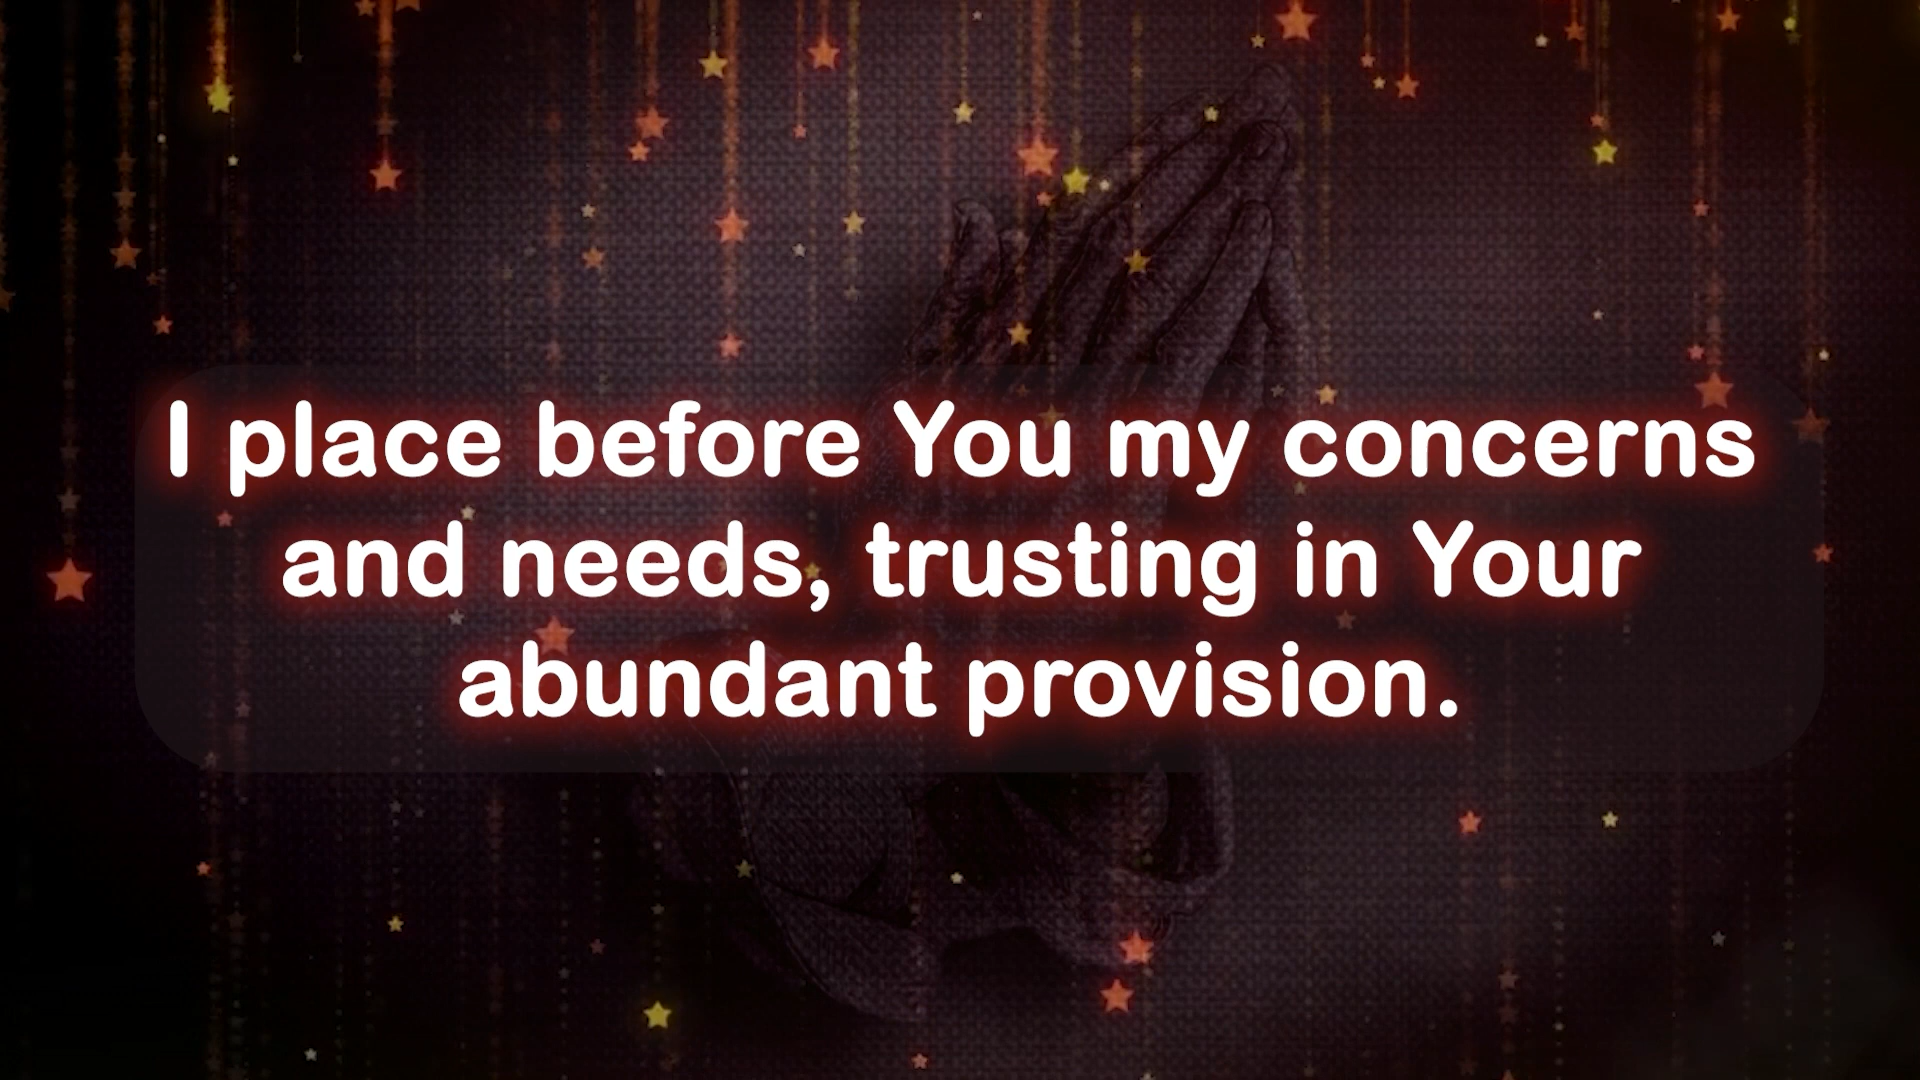 I place before You my concerns
and needs, trusting in Your
abundant provision.